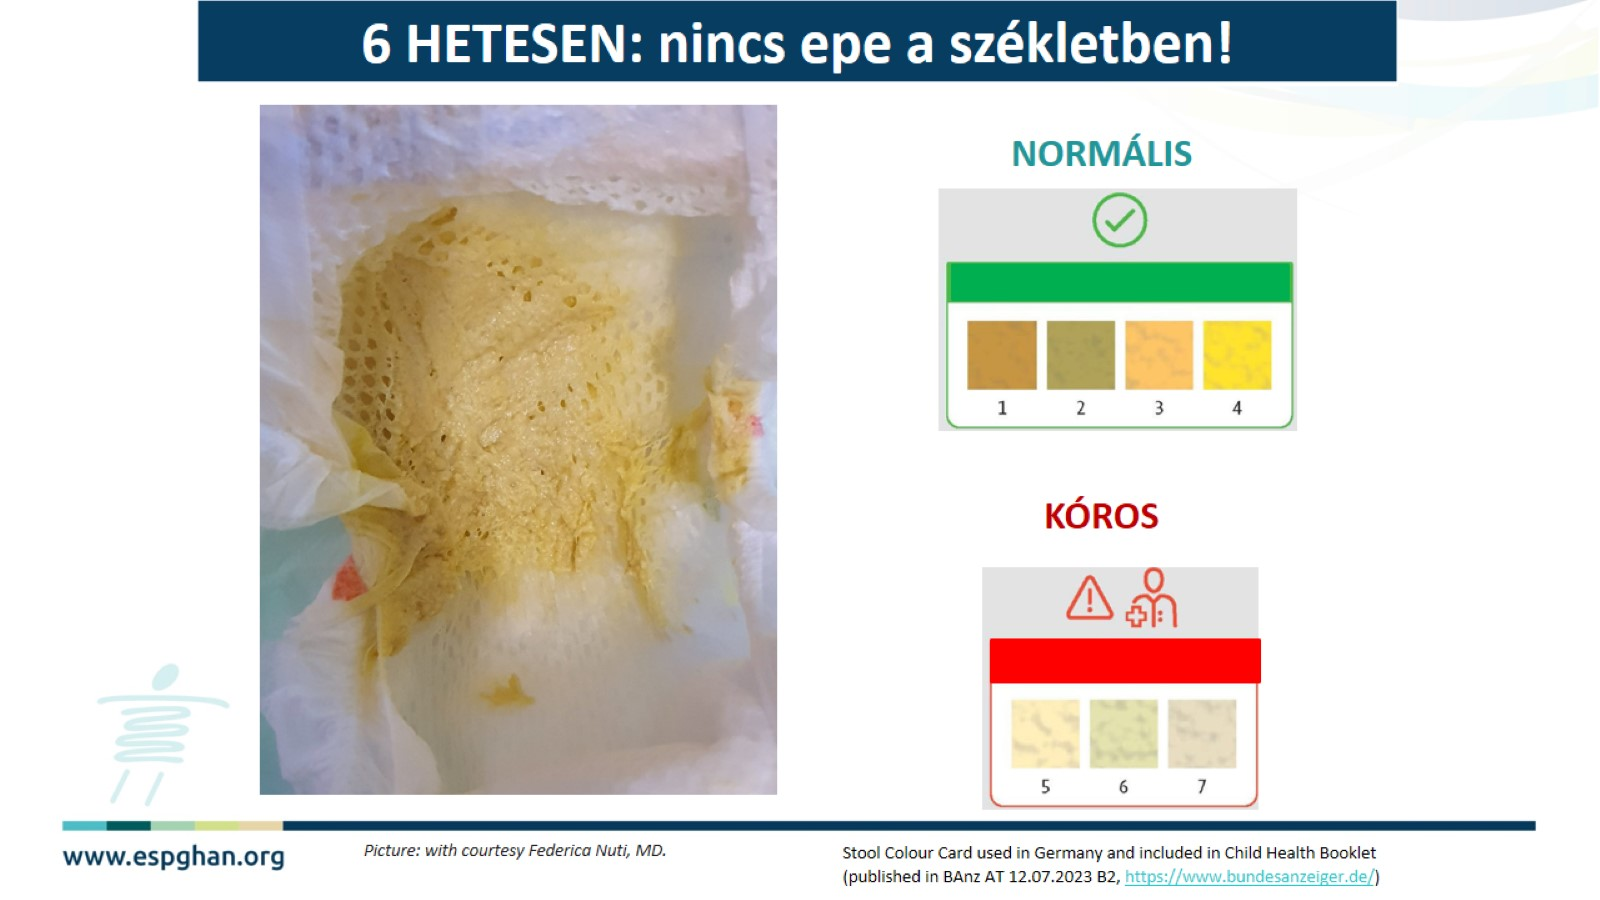 6 HETESEN: nincs epe a székletben!
NORMÁLIS
1 2 3 4
KÓROS
5 6 7
www.espghan.org
Picture: with courtesy Federica Nuti, MD.
Stool Colour Card used in Germany and included in Child Health Booklet
(published in BAnz AT 12.07.2023 B2, https://www.bundesanzeiger.de/)